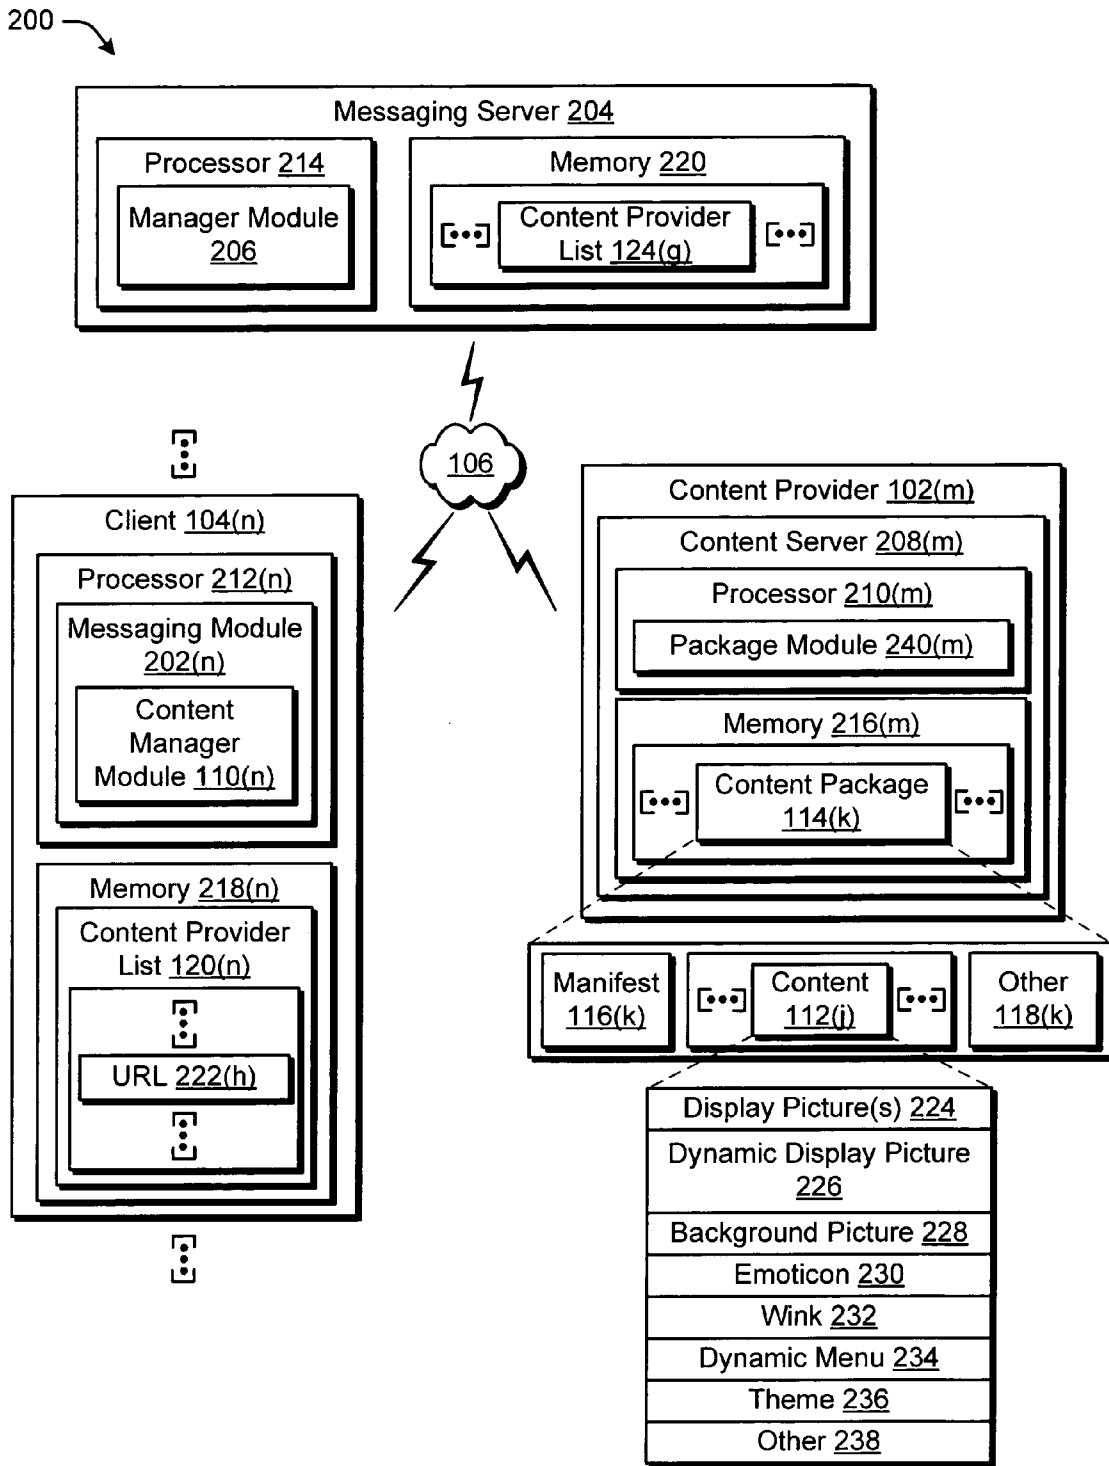 200
Messaging Server 204
Processor 214
Manager Module
206
Memory 220
Content Provider
List 124(g)
106
Client 104(n)
Processor 212(n)
Messaging Module
202(n)
Content
Manager
Module 110(n)
Memory 218(n)
Content Provider
List 120(n)
URL 222(h)
Content Provider 102(m)
Content Server 208(m)
Processor 210(m)
Package Module 240(m)
Memory 216(m)
Content Package
114(k)
Manifest
116(k)
Content
112(j)
Other
118(k)
Display Picture(s) 224
Dynamic Display Picture
226
Background Picture 228
Emoticon 230
Wink 232
Dynamic Menu 234
Theme 236
Other 238